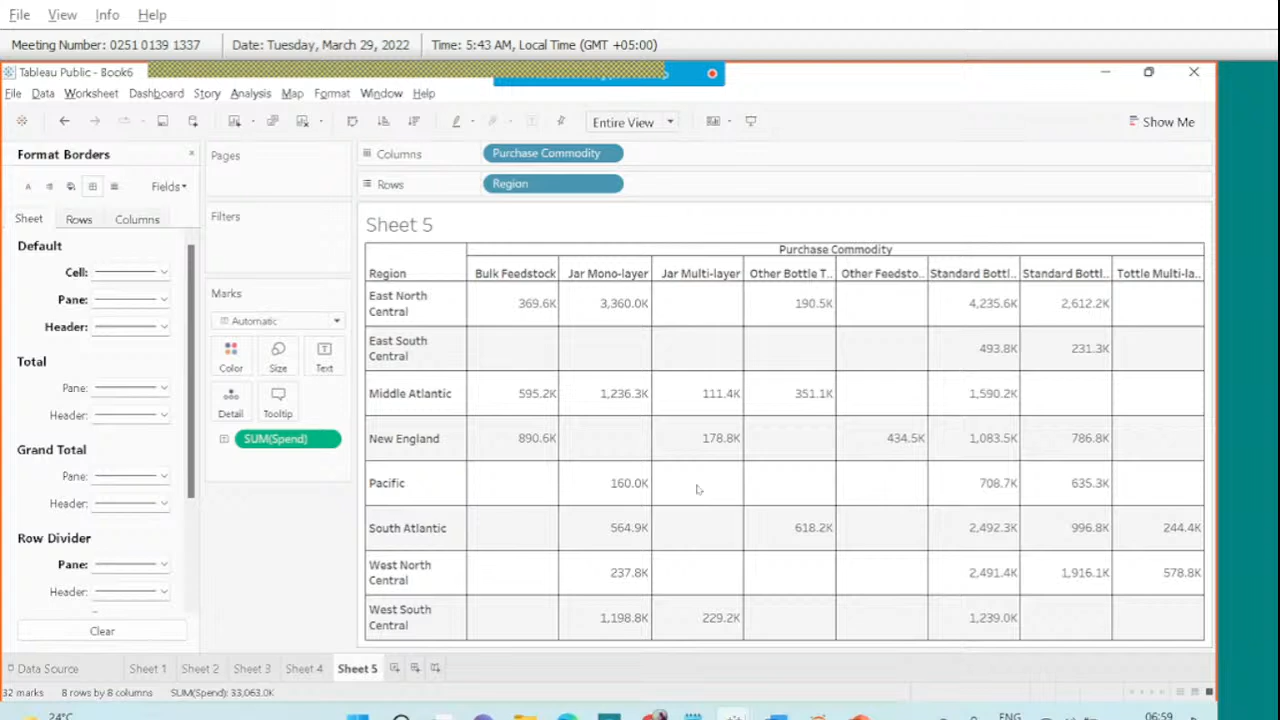 File View Info Help
Meeting Number: 0251 0139 1337 Date: Tuesday, March 29, 2022 Time: 5:43 AM, Local Time (GMT +05:00)
Tableau Public - Book6
File Data Worksheet Dashboard Story Analysis Map Format Window Help
Entire View Show Me
Format Borders
Fields
Sheet Rows Columns
Default
Cell:
Pane:
Header:
Total
Pane:
Header:
Grand Total
Pane:
Header:
Row Divider
Pane:
Header:
Clear
Pages
Filters
Marks
Automatic
Color Size Text
Detail Tooltip
SUM(Spend)
Columns Purchase Commodity
Rows Region
Sheet 5
Purchase Commodity
Region Bulk Feedstock Jar Mono-layer Jar Multi-layer Other Bottle T.. Other Feedsto.. Standard Bottl.. Standard Bottl.. Tottle Multi-la..
East North Central 369.6K 3,360.0K 190.5K 4,235.6K 2,612.2K
East South Central 493.8K 231.3K
Middle Atlantic 595.2K 1,236.3K 111.4K 351.1K 1,590.2K
New England 890.6K 178.8K 434.5K 1,083.5K 786.8K
Pacific 160.0K 708.7K 635.3K
South Atlantic 564.9K 618.2K 2,492.3K 996.8K 244.4K
West North Central 237.8K 2,491.4K 1,916.1K 578.8K
West South Central 1,198.8K 229.2K 1,239.0K
Data Source Sheet 1 Sheet 2 Sheet 3 Sheet 4 Sheet 5
32 marks 8 rows by 8 columns SUM(Spend): 33,063.0K
24°C ENG 06:59